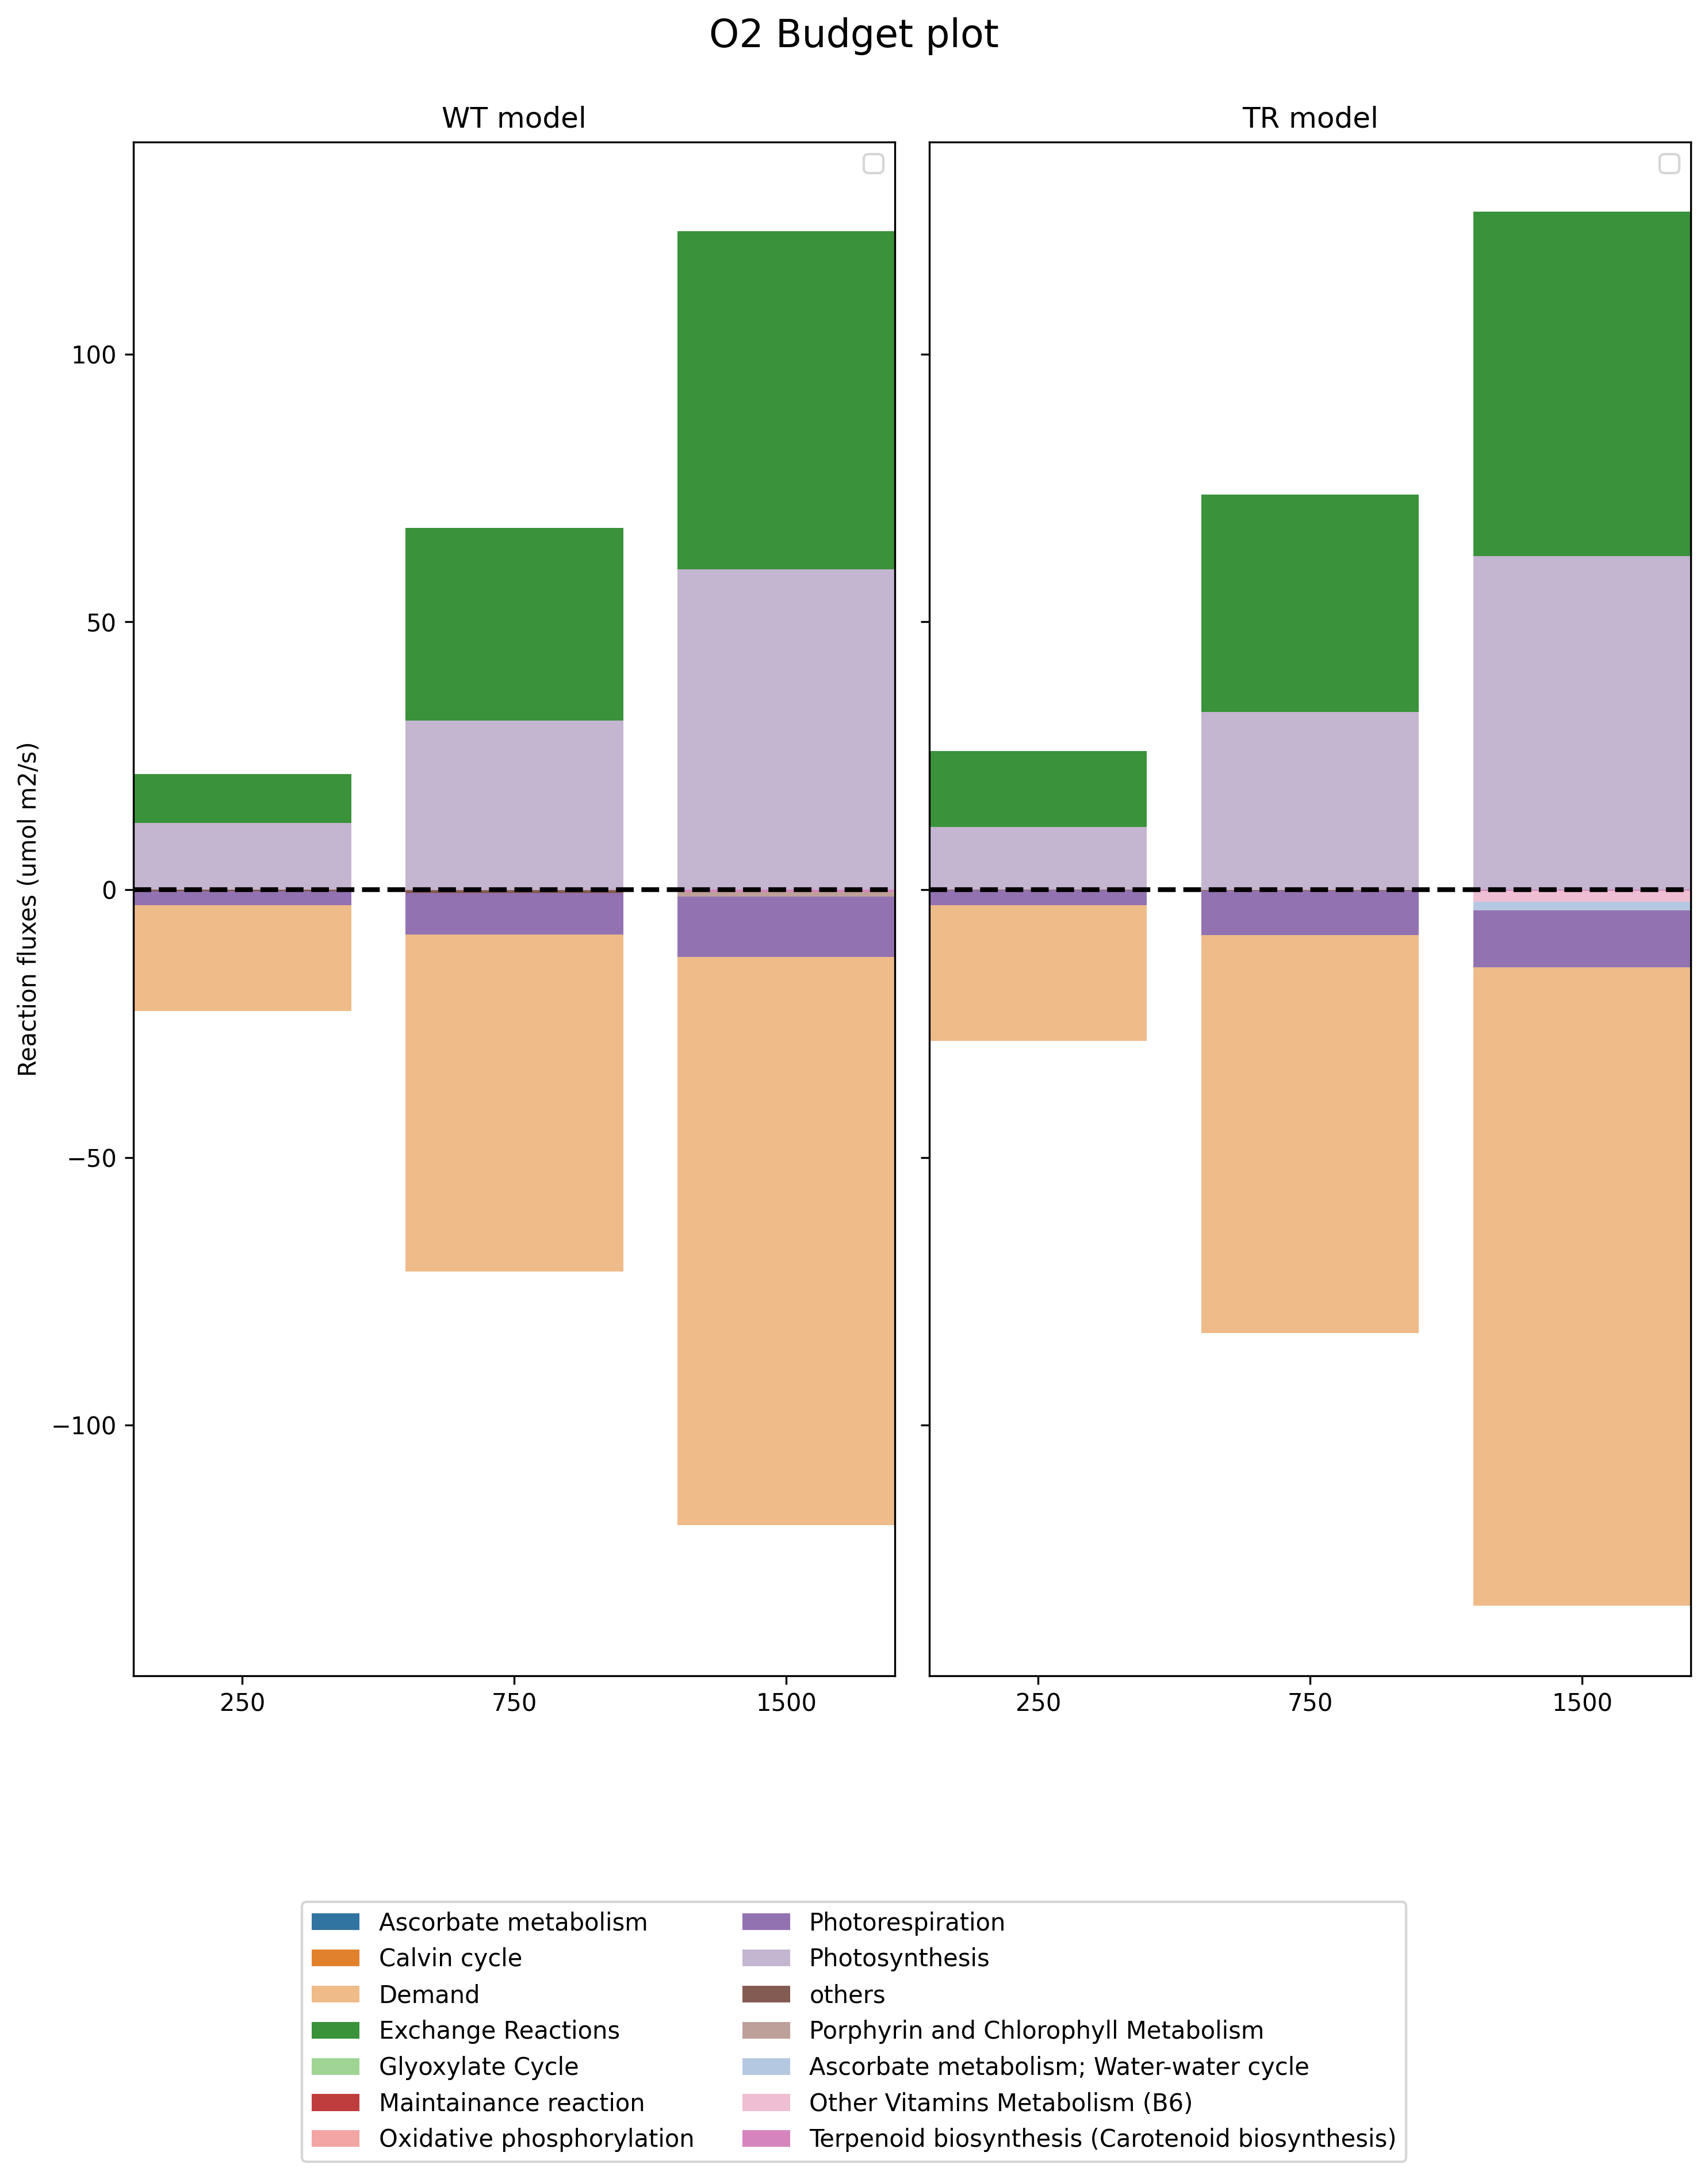 O2 Budget plot
WT model
TR model
Reaction fluxes (umol m2/s)
100
50
0
−50
−100
250 750 1500
250 750 1500
Ascorbate metabolism
Calvin cycle
Demand
Exchange Reactions
Glyoxylate Cycle
Maintainance reaction
Oxidative phosphorylation
Photorespiration
Photosynthesis
others
Porphyrin and Chlorophyll Metabolism
Ascorbate metabolism; Water-water cycle
Other Vitamins Metabolism (B6)
Terpenoid biosynthesis (Carotenoid biosynthesis)